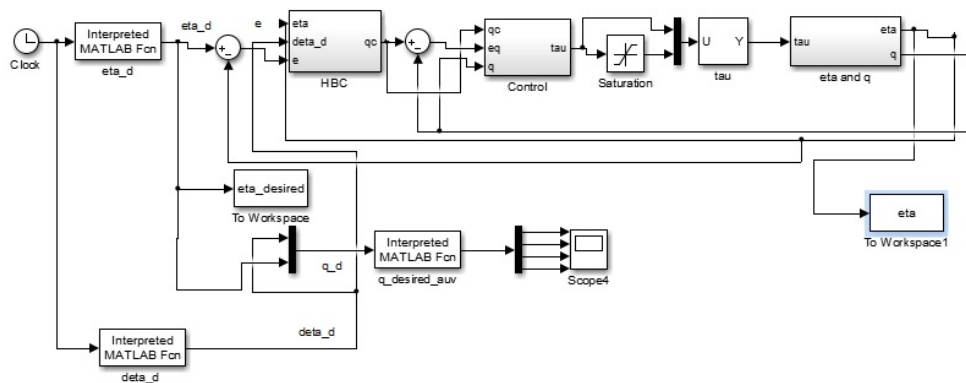 Clock
Interpreted
MATLAB Fcn
eta_d
eta_d
e
eta
deta_d
e
qc
HBC
qc
eq
q
tau
Control
Saturation
U
Y
tau
tau
eta
q
eta and q
eta_desired
To Workspace
eta
To Workspace1
q_d
Interpreted
MATLAB Fcn
q_desired_auv
Scope4
deta_d
Interpreted
MATLAB Fcn
deta_d